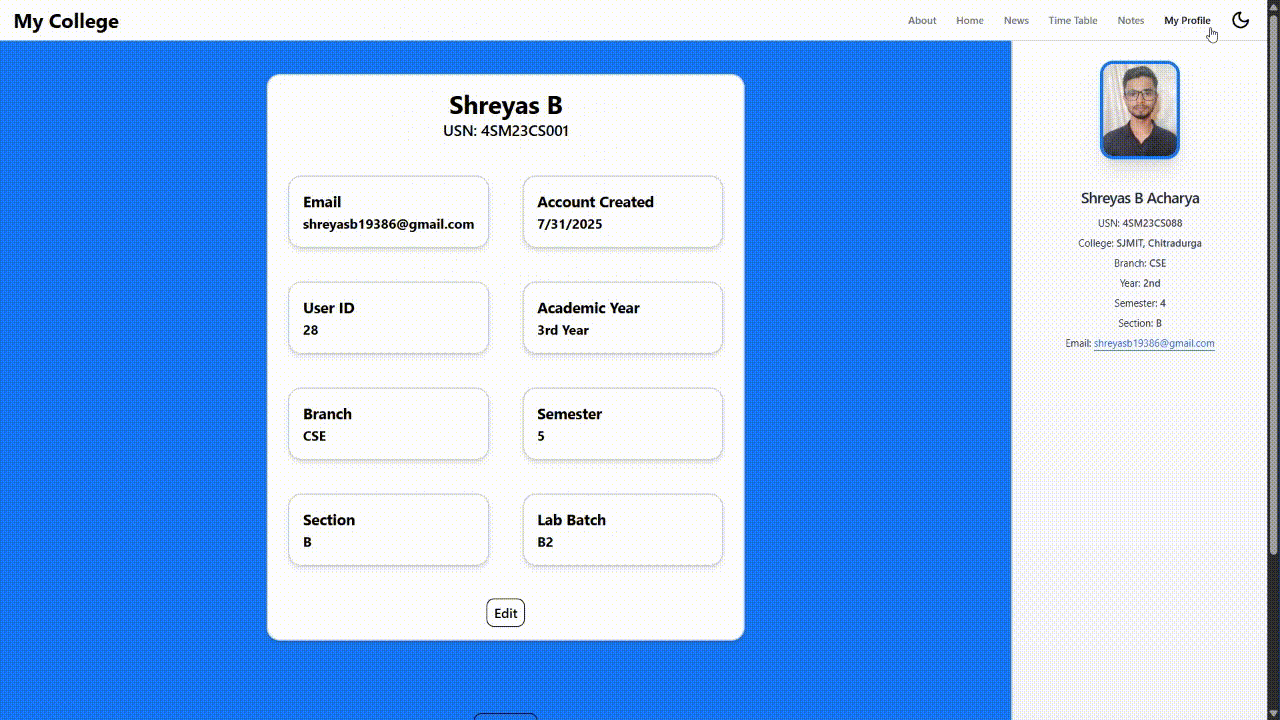 My College
About
Home
News
Time Table
Notes
My Profile
Shreyas B
USN: 4SM23CS001
Email
shreyasb19386@gmail.com
Account Created
7/31/2025
User ID
28
Academic Year
3rd Year
Branch
CSE
Semester
5
Section
B
Lab Batch
B2
Edit
Shreyas B Acharya
USN: 4SM23CS088
College: SJMIT, Chitradurga
Branch: CSE
Year: 2nd
Semester: 4
Section: B
Email: shreyasb19386@gmail.com